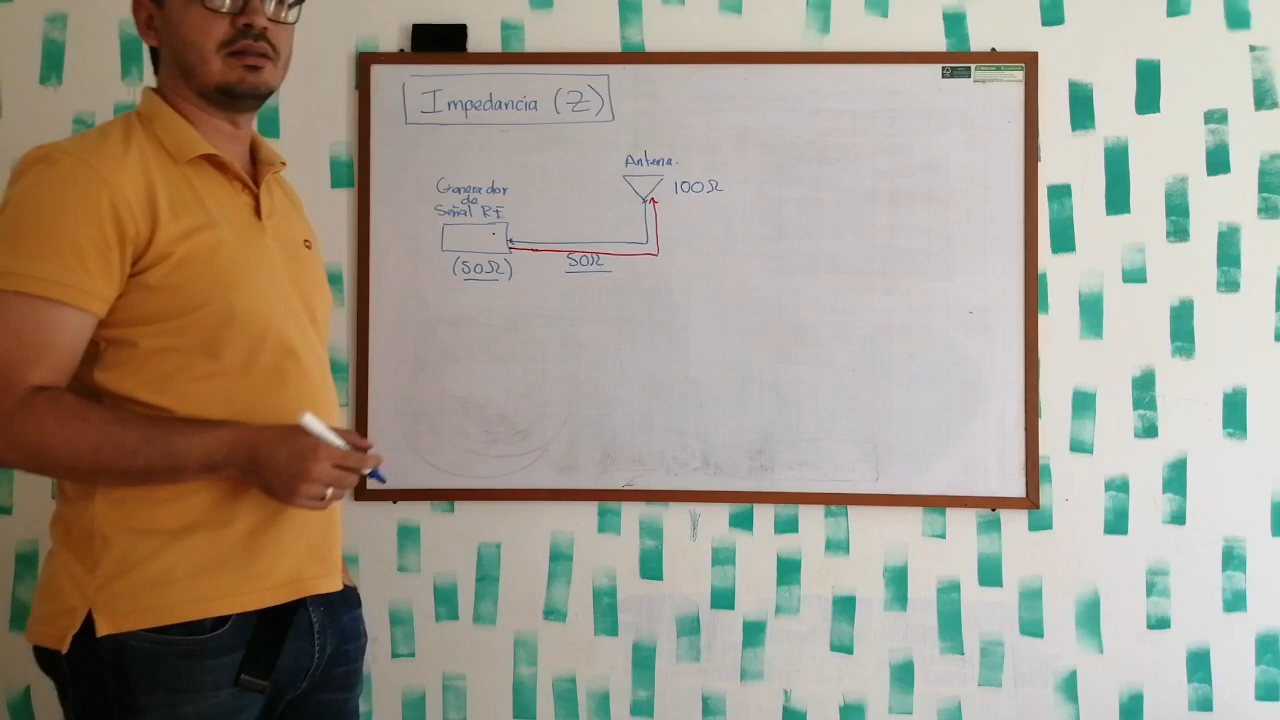 Impedancia (Z)
Antena.
100Ω
Generador
de
Señal RF
(50Ω)
50Ω